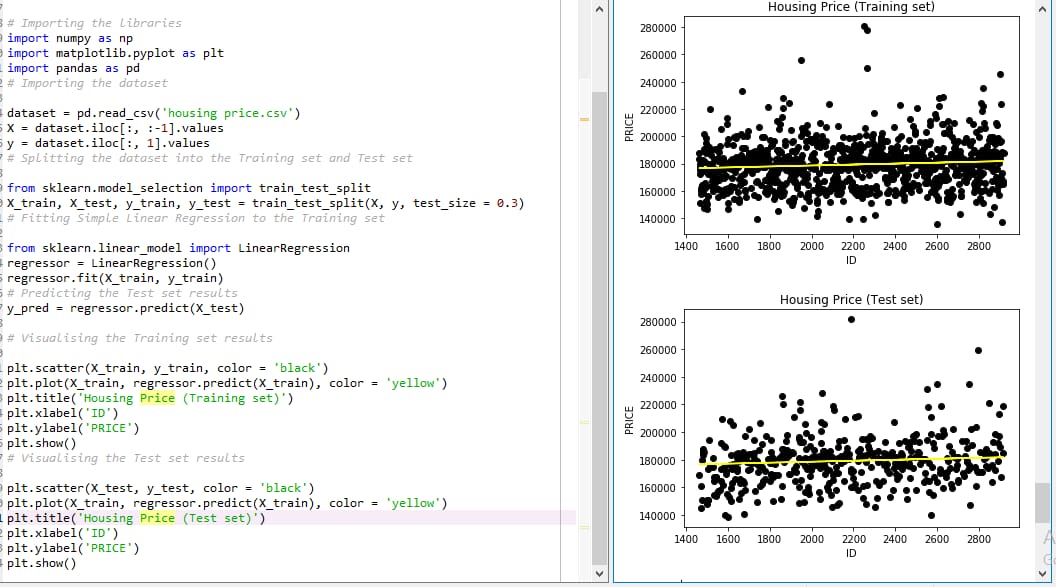 # Importing the libraries
import numpy as np
import matplotlib.pyplot as plt
import pandas as pd
# Importing the dataset
dataset = pd.read_csv('housing price.csv')
X = dataset.iloc[:, :-1].values
y = dataset.iloc[:, 1].values
# Splitting the dataset into the Training set and Test set
from sklearn.model_selection import train_test_split
X_train, X_test, y_train, y_test = train_test_split(X, y, test_size = 0.3)
# Fitting Simple Linear Regression to the Training set
from sklearn.linear_model import LinearRegression
regressor = LinearRegression()
regressor.fit(X_train, y_train)
# Predicting the Test set results
y_pred = regressor.predict(X_test)
# Visualising the Training set results
plt.scatter(X_train, y_train, color = 'black')
plt.plot(X_train, regressor.predict(X_train), color = 'yellow')
plt.title('Housing Price (Training set)')
plt.xlabel('ID')
plt.ylabel('PRICE')
plt.show()
# Visualising the Test set results
plt.scatter(X_test, y_test, color = 'black')
plt.plot(X_train, regressor.predict(X_train), color = 'yellow')
plt.title('Housing Price (Test set)')
plt.xlabel('ID')
plt.ylabel('PRICE')
plt.show()
Housing Price (Training set)
280000
260000
240000
220000
200000
180000
160000
140000
PRICE
1400 1600 1800 2000 2200 2400 2600 2800
ID
Housing Price (Test set)
280000
260000
240000
220000
200000
180000
160000
140000
PRICE
1400 1600 1800 2000 2200 2400 2600 2800
ID